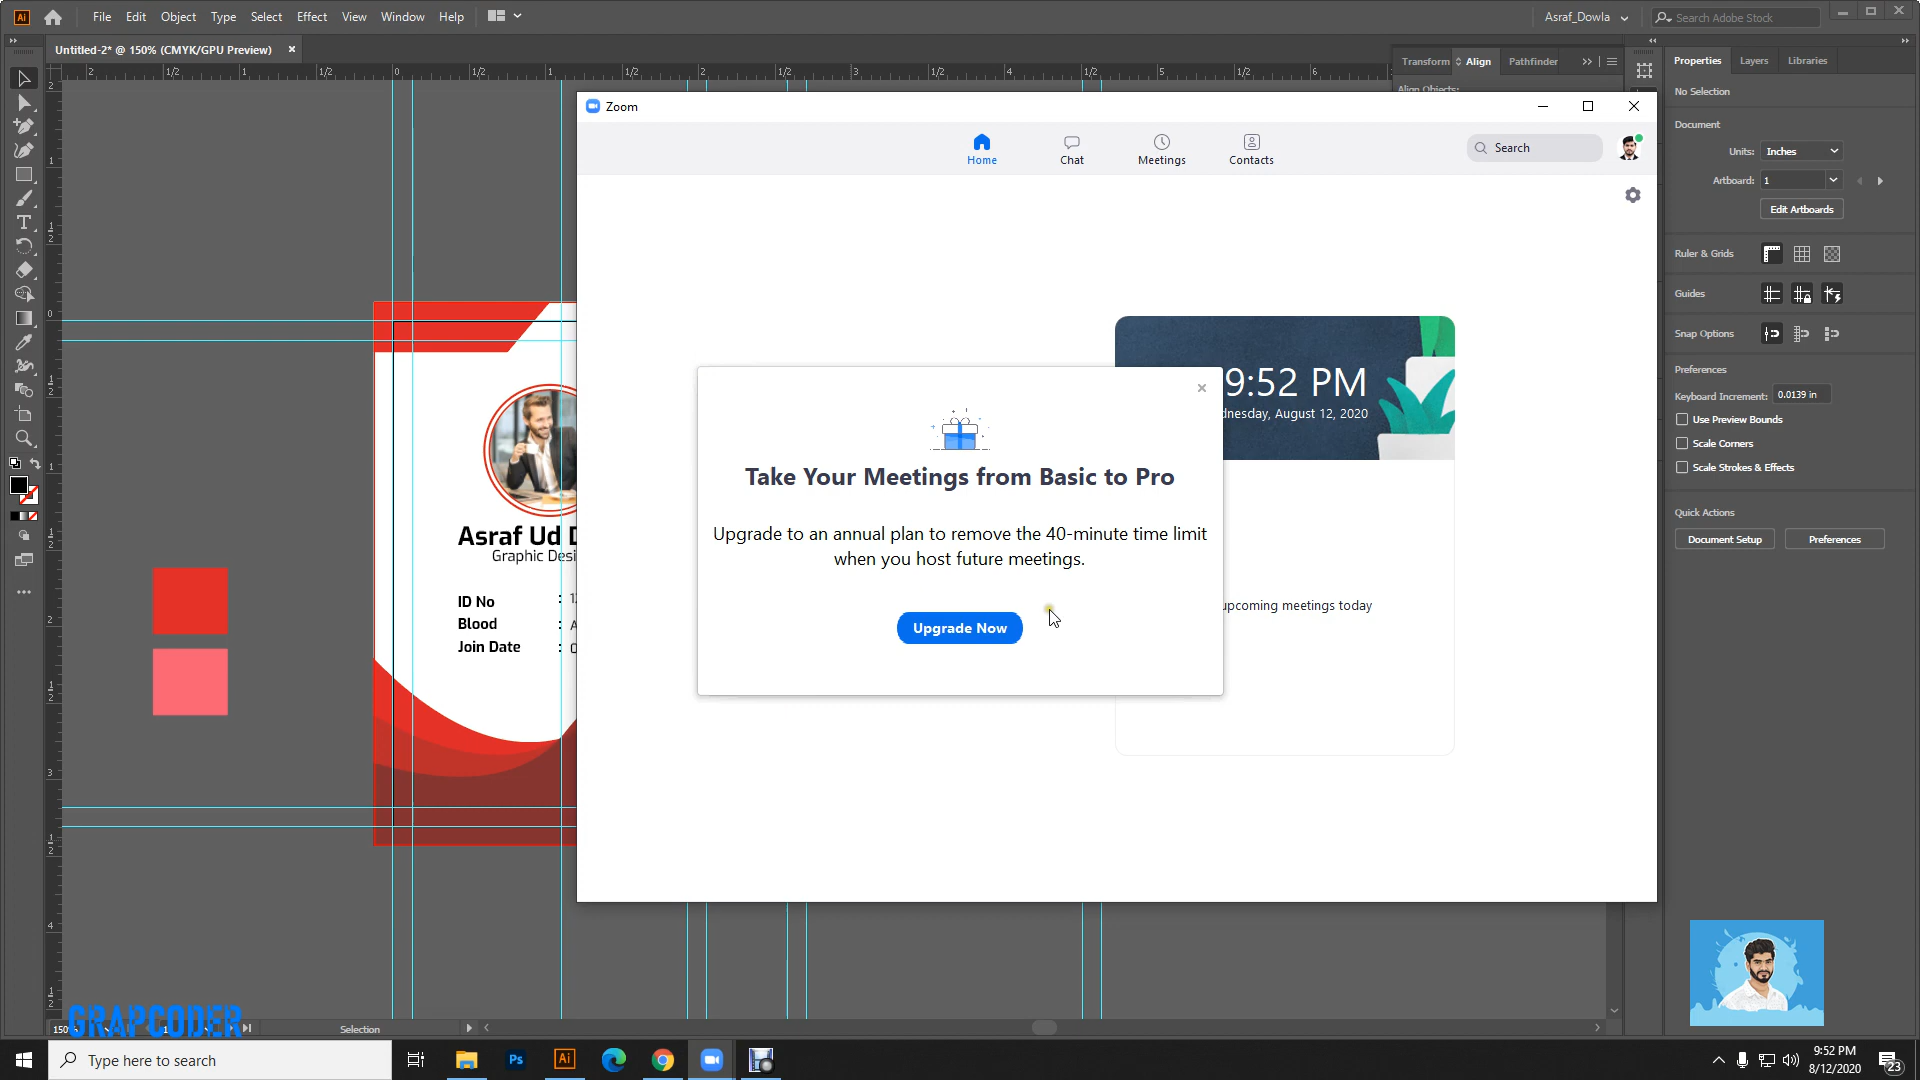 File Edit Object Type Select Effect View Window Help
Asraf_Dowla
Search Adobe Stock
Untitled-2* @ 150% (CMYK/GPU Preview)
Transform
Align
Pathfinder
Properties
Layers
Libraries
No Selection
Document
Units:
Inches
Artboard:
1
Edit Artboards
Ruler & Grids
Guides
Snap Options
Preferences
Keyboard Increment:
0.0139 in
Use Preview Bounds
Scale Corners
Scale Strokes & Effects
Quick Actions
Document Setup
Preferences
Zoom
Home
Chat
Meetings
Contacts
Search
9:52 PM
dnesday, August 12, 2020
upcoming meetings today
Take Your Meetings from Basic to Pro
Upgrade to an annual plan to remove the 40-minute time limit
when you host future meetings.
Upgrade Now
Asraf Ud D
Graphic Desi
ID No :
Blood : A
Join Date : 0
GRAPCODER
150%
Selection
Type here to search
Ps
Ai
9:52 PM
8/12/2020
23